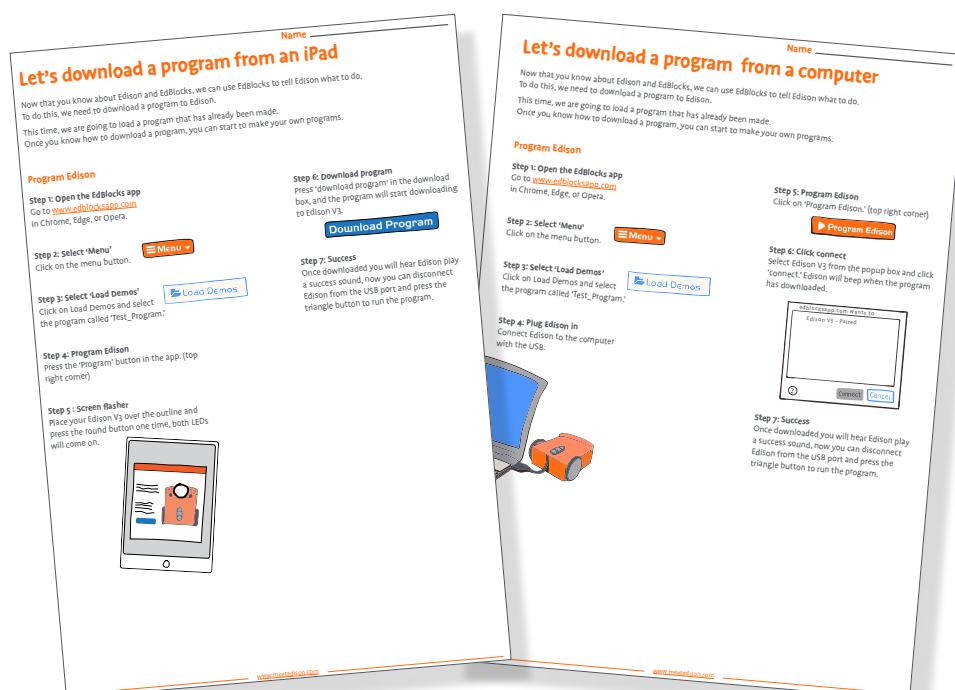 Name
Let's download a program from an iPad
Now that you know about Edison and EdBlocks, we can use EdBlocks to tell Edison what to do.
To do this, we need to download a program to Edison.
This time, we are going to load a program that has already been made.
Once you know how to download a program, you can start to make your own programs.
Program Edison
Step 1: Open the EdBlocks app
Go to www.edblocksapp.com
in Chrome, Edge, or Opera.
Step 2: Select 'Menu'
Click on the menu button.
Menu
Step 3: Select 'Load Demos'
Click on Load Demos and select
the program called 'Test_Program.'
Load Demos
Step 4: Program Edison
Press the 'Program' button in the app. (top
right corner)
Step 5 : Screen flasher
Place your Edison V3 over the outline and
press the round button one time, both LEDs
will come on.
Step 6: Download program
Press 'download program' in the download
box, and the program will start downloading
to Edison V3.
Download Program
Step 7: Success
Once downloaded you will hear Edison play
a success sound, now you can disconnect
Edison from the USB port and press the
triangle button to run the program.
www.meetedison.com
Name
Let's download a program from a computer
Now that you know about Edison and EdBlocks, we can use EdBlocks to tell Edison what to do.
To do this, we need to download a program to Edison.
This time, we are going to load a program that has already been made.
Once you know how to download a program, you can start to make your own programs.
Program Edison
Step 1: Open the EdBlocks app
Go to www.edblocksapp.com
in Chrome, Edge, or Opera.
Step 2: Select 'Menu'
Click on the menu button.
Menu
Step 3: Select 'Load Demos'
Click on Load Demos and select
the program called 'Test_Program.'
Load Demos
Step 4: Plug Edison in
Connect Edison to the computer
with the USB.
Step 5: Program Edison
Click on 'Program Edison.' (top right corner)
Program Edison
Step 6: Click connect
Select Edison V3 from the popup box and click
'connect.' Edison will beep when the program
has downloaded.
edblocksapp.com wants to
Edison V3 - Paired
?
Connect
Cancel
Step 7: Success
Once downloaded you will hear Edison play
a success sound, now you can disconnect
Edison from the USB port and press the
triangle button to run the program.
www.meetedison.com